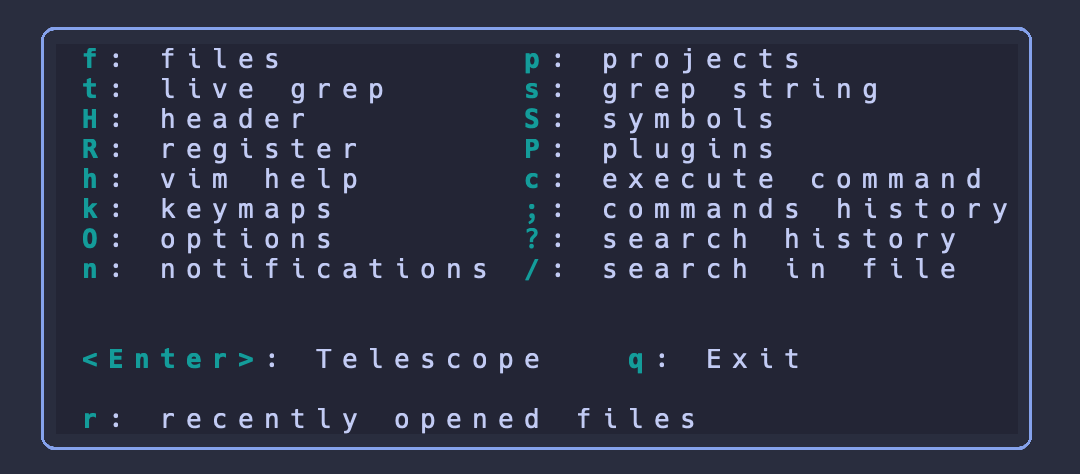 f: files p: projects
t: live grep s: grep string
H: header S: symbols
R: register P: plugins
h: vim help c: execute command
k: keymaps ;: commands history
O: options ?: search history
n: notifications /: search in file
<Enter>: Telescope q: Exit
r: recently opened files